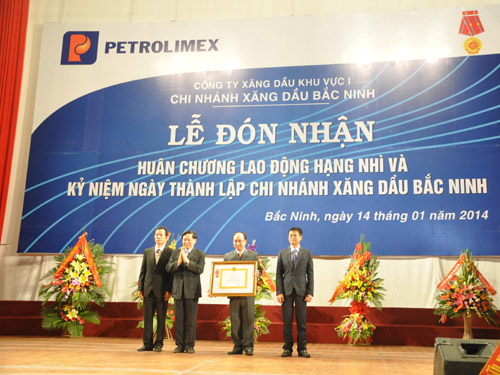 PETROLIMEX
CÔNG TY XĂNG DẦU KHU VỰC I
CHI NHÁNH XĂNG DẦU BẮC NINH
LỄ ĐÓN NHẬN
HUÂN CHƯƠNG LAO ĐỘNG HẠNG NHÌ VÀ
KỶ NIỆM NGÀY THÀNH LẬP CHI NHÁNH XĂNG DẦU BẮC NINH
Bắc Ninh, ngày 14 tháng 01 năm 2014